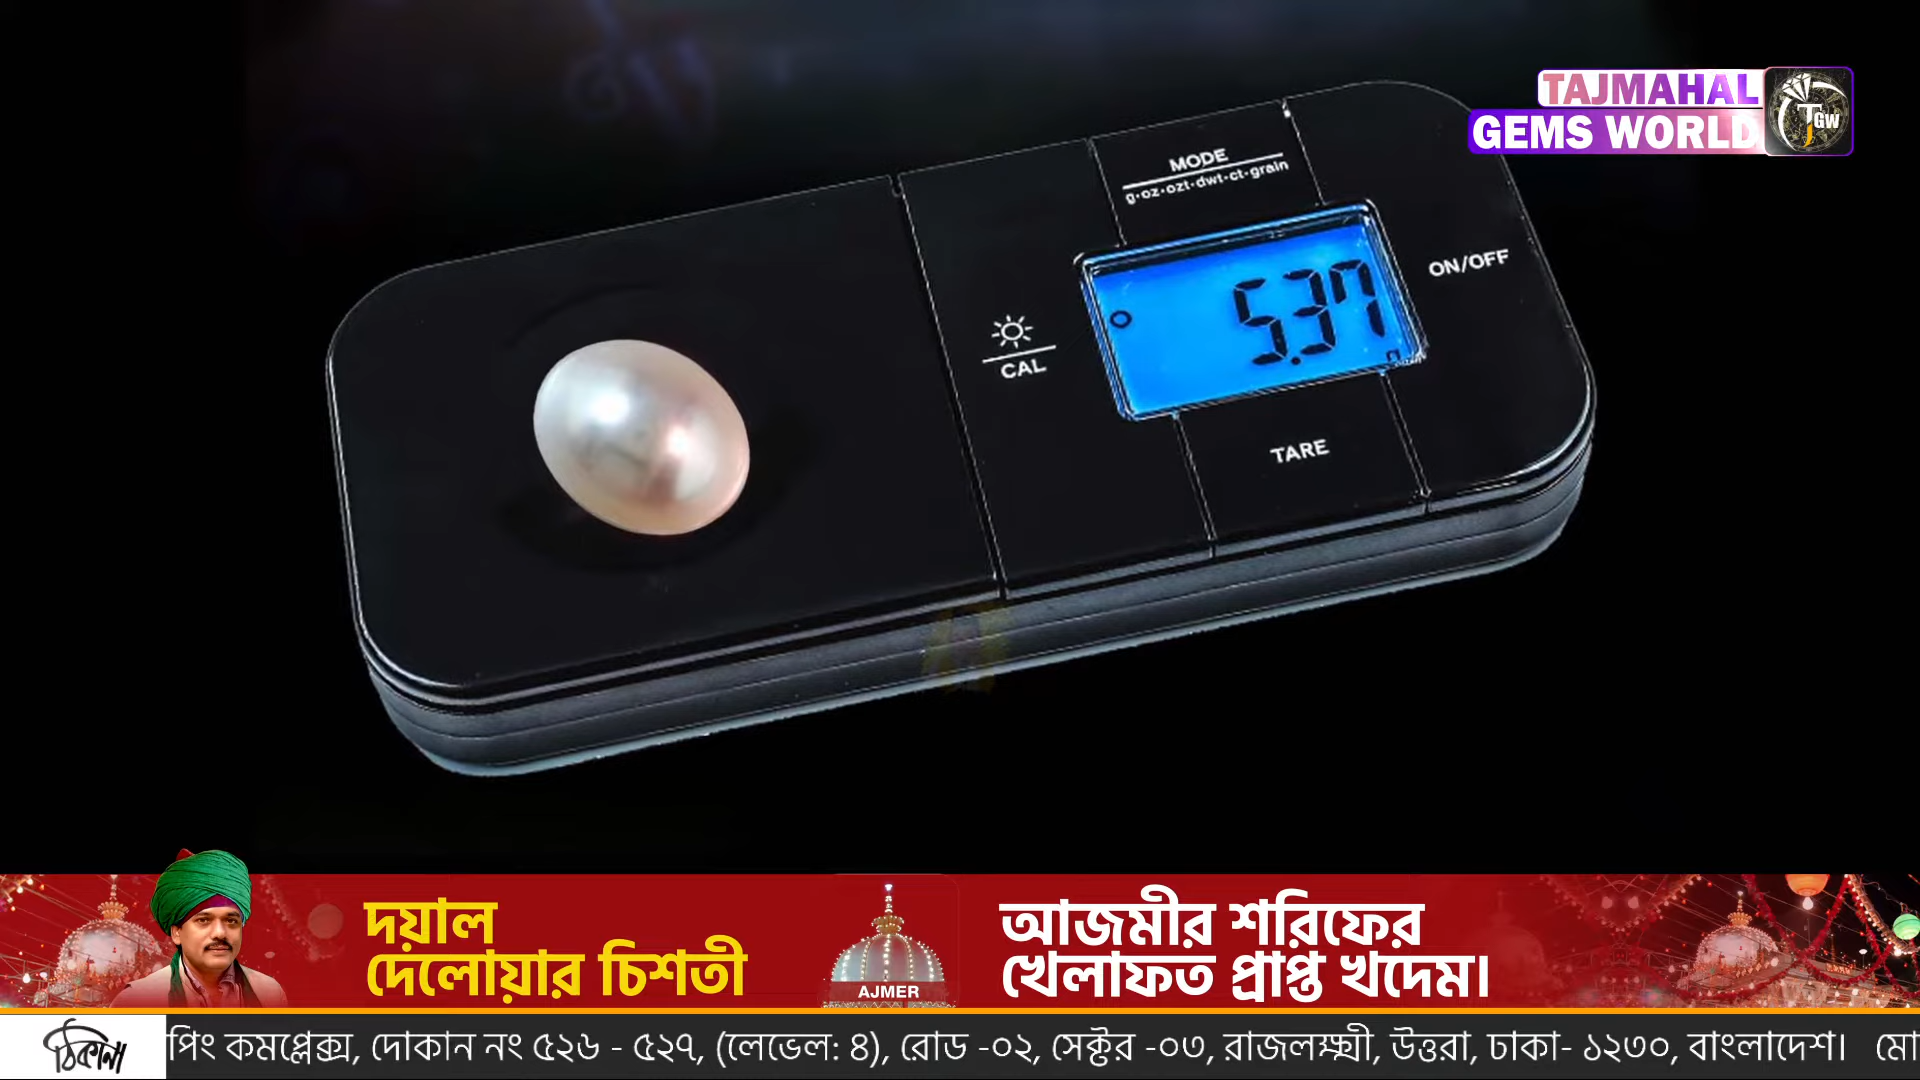 TAJMAHAL
GEMS WORLD
TGW
MODE
g·oz·ozt·dwt·ct·grain
5.37
ON/OFF
CAL
TARE
দয়াল
দেলোয়ার চিশতী
AJMER
আজমীর শরিফের
খেলাফত প্রাপ্ত খাদেম।
ঠিকানা
পিং কমপ্লেক্স, দোকান নং ৫২৬ - ৫২৭, (লেভেল: ৪), রোড -০২, সেক্টর -০৩, রাজলক্ষ্মী, উত্তরা, ঢাকা- ১২৩০, বাংলাদেশ। মো